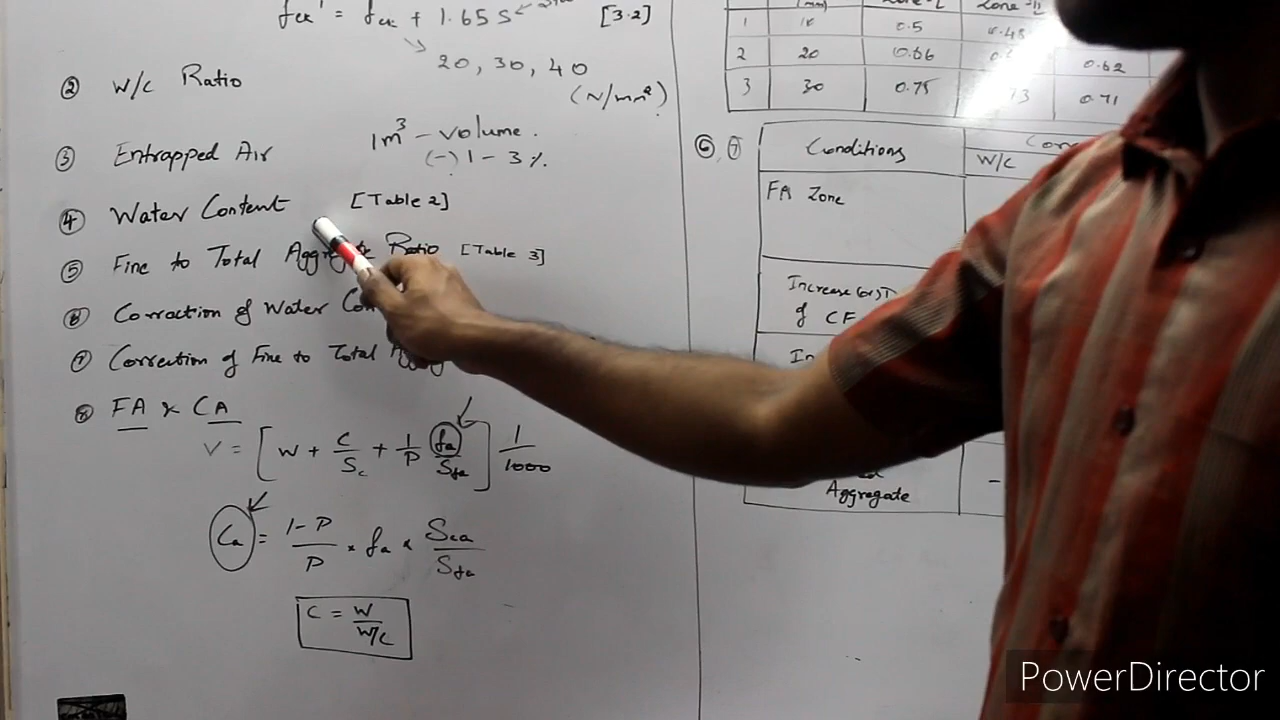 fck' = fck + 1.65 S [3.2]
20, 30, 40
(N/mm²)
② W/C Ratio
③ Entrapped Air
1m³ - volume.
(-) 1 - 3 %.
④ Water Content [Table 2]
⑤ Fine to Total Ratio [Table 3]
⑥ Correction of Water
⑦ Correction of Fine to Total
⑧ FA & CA
V = [ W + C/Sc + 1/P fa/Sfa ] 1/1000
Ca = 1-P/P × fa × Sca/Sfa
C = W/W/C
(mm)
1 10 0.5
2 20 0.66 0.62
3 30 0.75 0.71
⑥, ⑦
Conditions
W/C
FA Zone
of CF
Aggregate -
PowerDirector